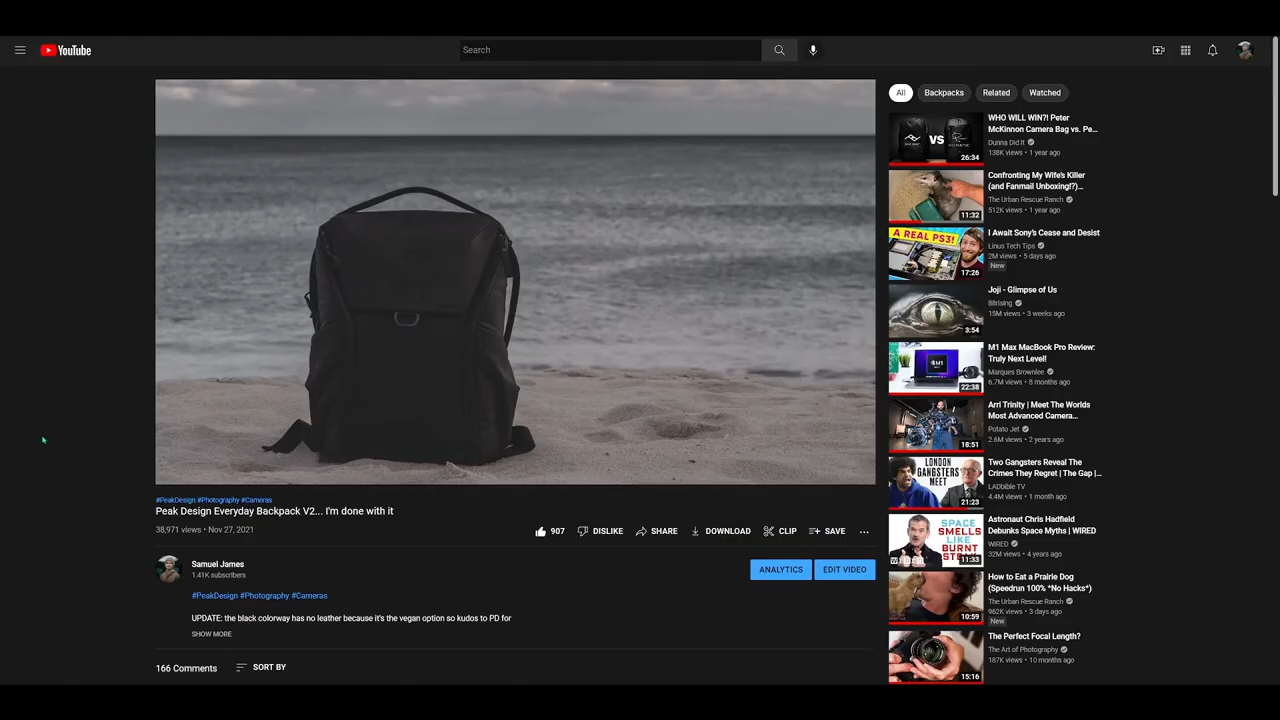 YouTube
Search
#PeakDesign #Photography #Cameras
Peak Design Everyday Backpack V2... I'm done with it
38,971 views • Nov 27, 2021
907
DISLIKE
SHARE
DOWNLOAD
CLIP
SAVE
Samuel James
1.41K subscribers
ANALYTICS
EDIT VIDEO
#PeakDesign #Photography #Cameras
UPDATE: the black colorway has no leather because it's the vegan option so kudos to PD for
SHOW MORE
166 Comments
SORT BY
All
Backpacks
Related
Watched
VS
26:34
WHO WILL WIN?! Peter
McKinnon Camera Bag vs. Pe...
Dunna Did It
138K views • 1 year ago
11:32
Confronting My Wife's Killer
(and Fanmail Unboxing!?)...
The Urban Rescue Ranch
512K views • 1 year ago
A REAL PS3!
17:26
I Await Sony's Cease and Desist
Linus Tech Tips
2M views • 5 days ago
New
3:54
Joji - Glimpse of Us
88rising
15M views • 3 weeks ago
M1
22:38
M1 Max MacBook Pro Review:
Truly Next Level!
Marques Brownlee
6.7M views • 8 months ago
18:51
Arri Trinity | Meet The Worlds
Most Advanced Camera...
Potato Jet
2.6M views • 2 years ago
LONDON
GANGSTERS
MEET
21:23
Two Gangsters Reveal The
Crimes They Regret | The Gap |...
LADbible TV
4.4M views • 1 month ago
SPACE
SMELLS
LIKE
BURNT
11:33
Astronaut Chris Hadfield
Debunks Space Myths | WIRED
WIRED
32M views • 4 years ago
10:59
How to Eat a Prairie Dog
(Speedrun 100% *No Hacks*)
The Urban Rescue Ranch
962K views • 3 days ago
New
15:16
The Perfect Focal Length?
The Art of Photography
187K views • 10 months ago